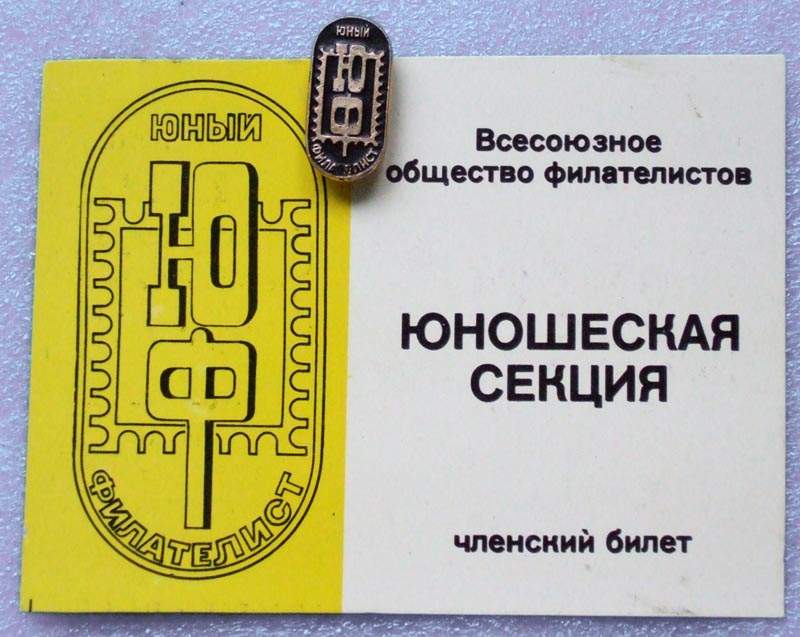 ЮНЫЙ
ЮФ
ФИЛАТЕЛИСТ
ЮНЫЙ
ЮФ
ФИЛАТЕЛИСТ
Всесоюзное
общество филателистов
ЮНОШЕСКАЯ
СЕКЦИЯ
членский билет